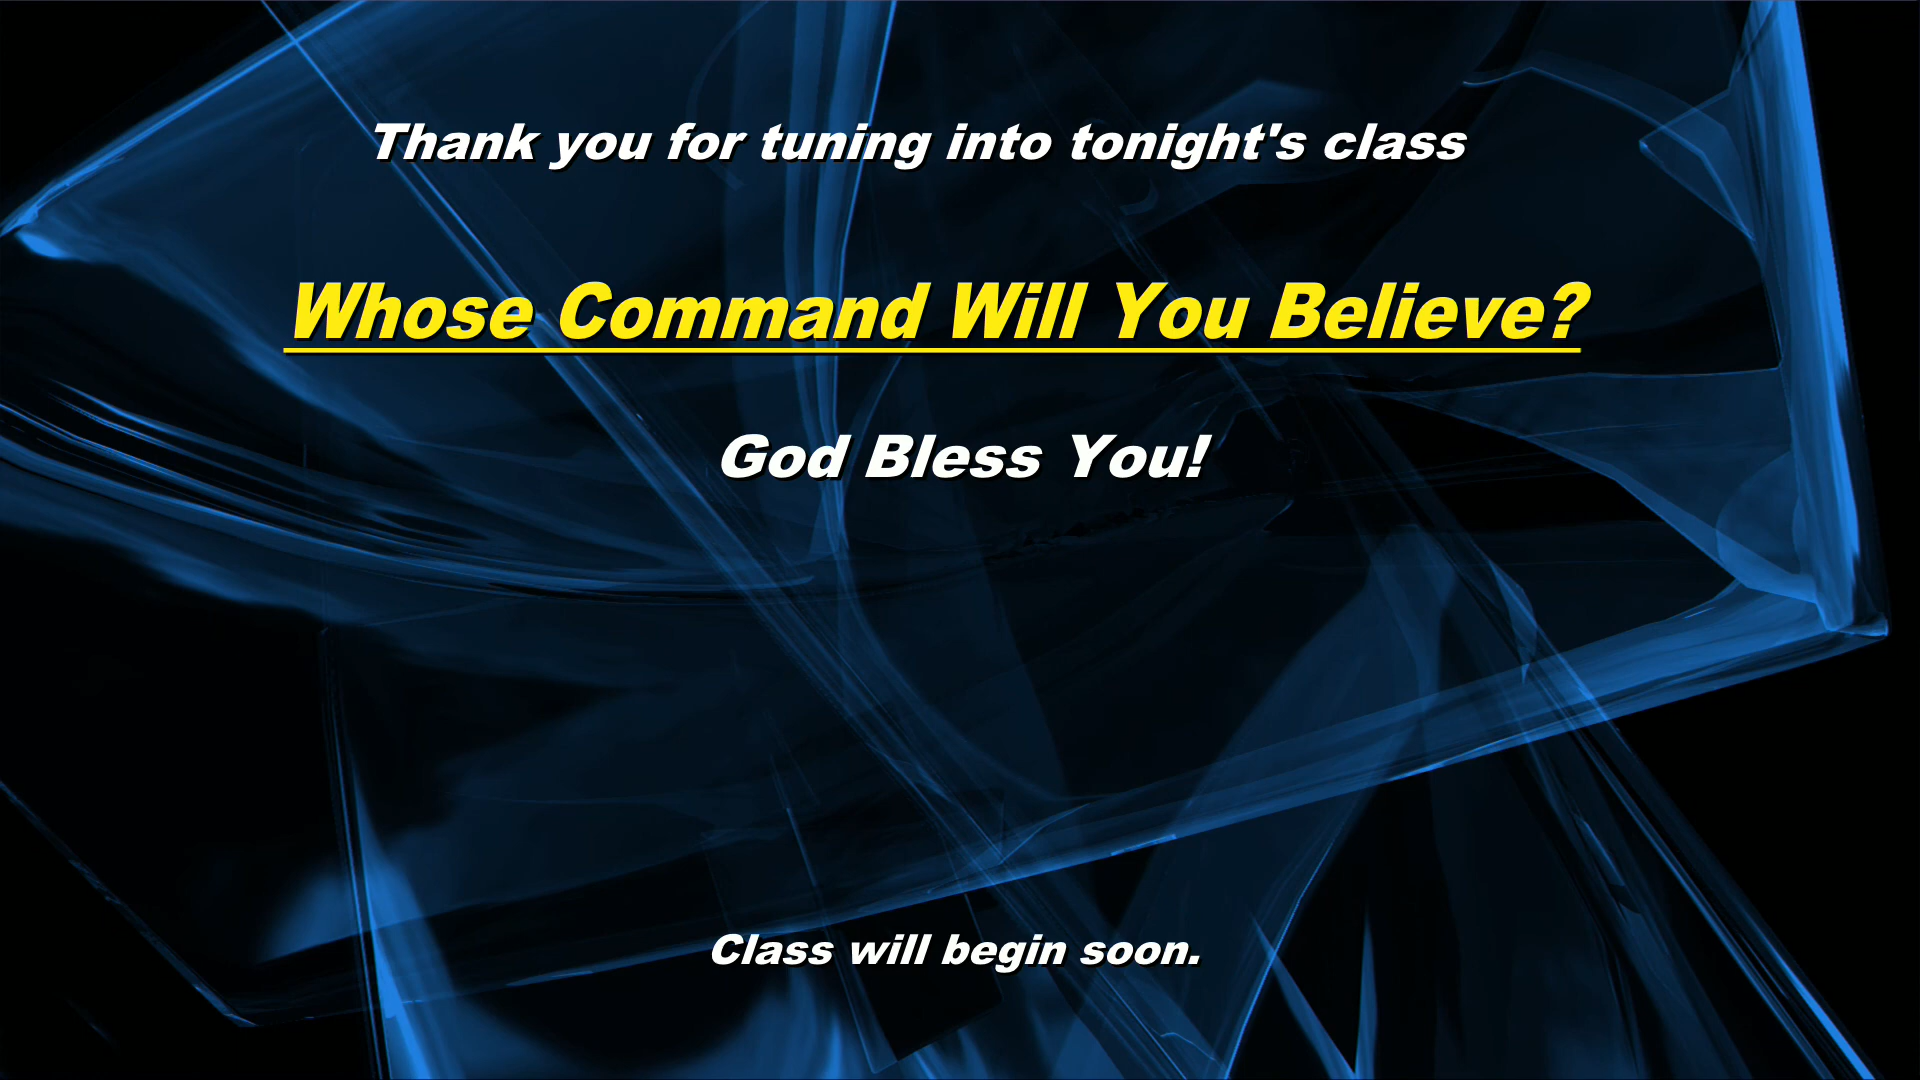 Thank you for tuning into tonight's class
Whose Command Will You Believe?
God Bless You!
Class will begin soon.